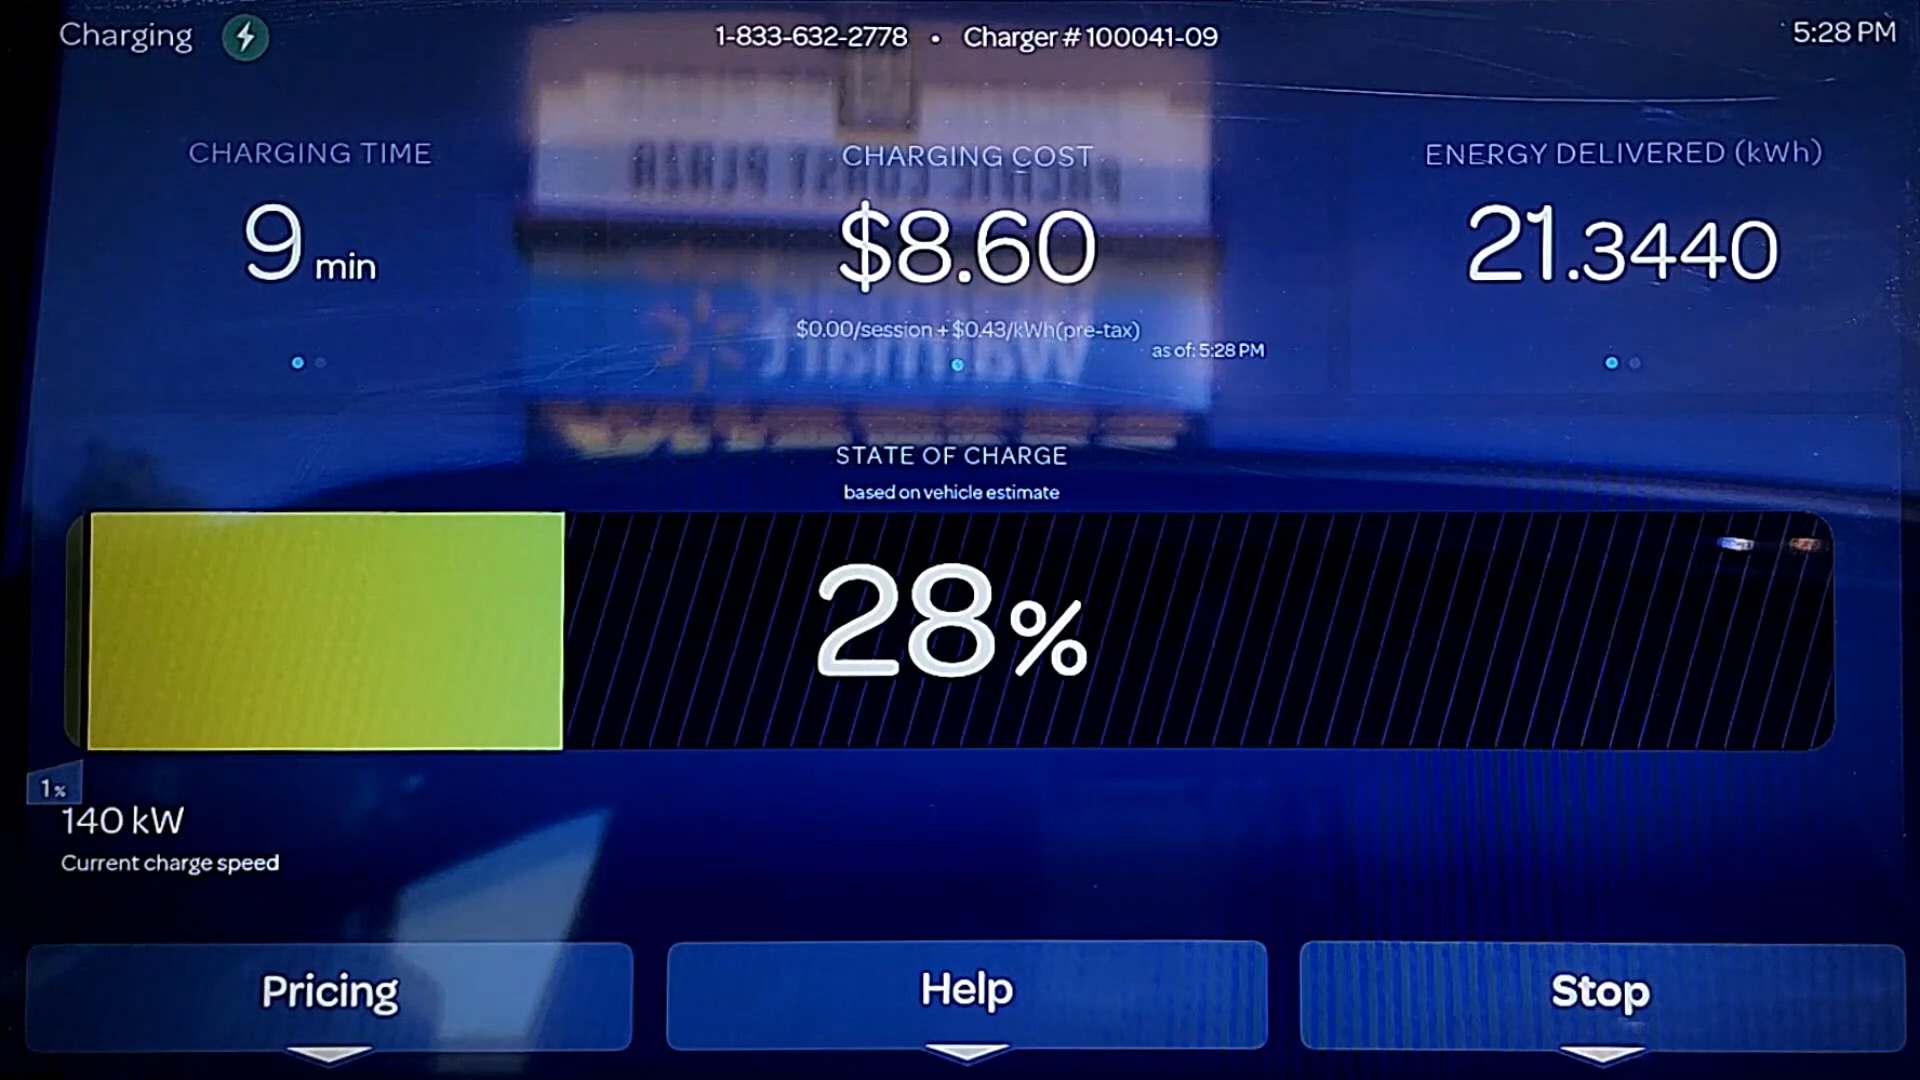 Charging
1-833-632-2778 • Charger # 100041-09
5:28 PM
CHARGING TIME
9 min
CHARGING COST
$8.60
$0.00/session + $0.43/kWh(pre-tax)
as of: 5:28 PM
ENERGY DELIVERED (kWh)
21.3440
STATE OF CHARGE
based on vehicle estimate
28%
1%
140 kW
Current charge speed
Pricing
Help
Stop